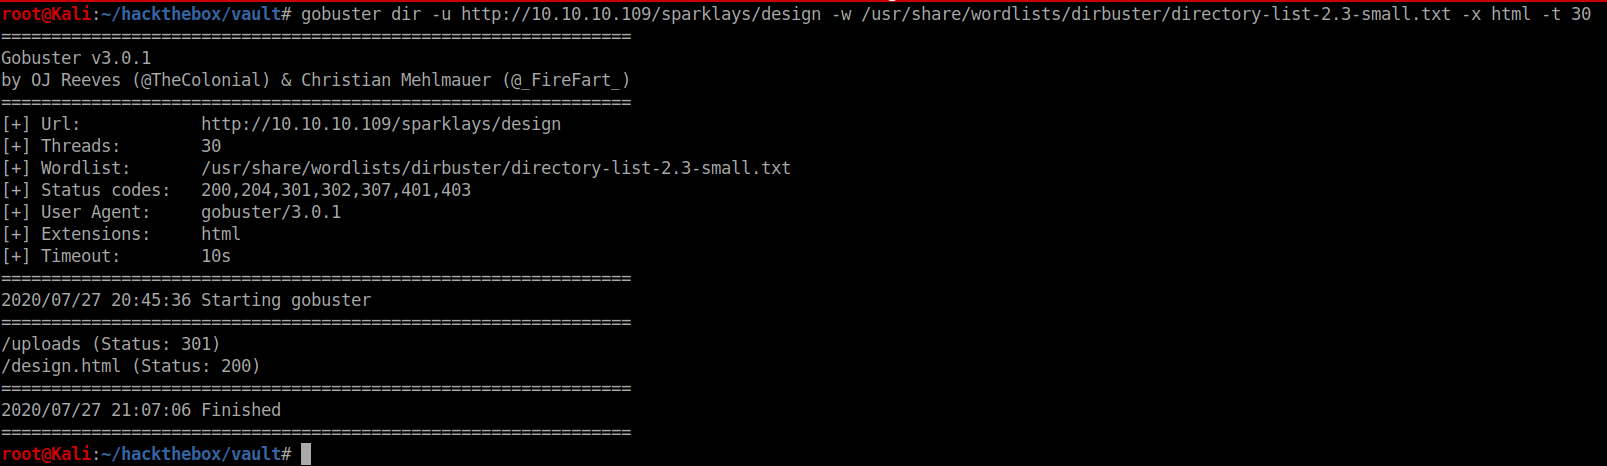 root@Kali:~/hackthebox/vault# gobuster dir -u http://10.10.10.109/sparklays/design -w /usr/share/wordlists/dirbuster/directory-list-2.3-small.txt -x html -t 30
===============================================================
Gobuster v3.0.1
by OJ Reeves (@TheColonial) & Christian Mehlmauer (@_FireFart_)
===============================================================
[+] Url:            http://10.10.10.109/sparklays/design
[+] Threads:        30
[+] Wordlist:       /usr/share/wordlists/dirbuster/directory-list-2.3-small.txt
[+] Status codes:   200,204,301,302,307,401,403
[+] User Agent:     gobuster/3.0.1
[+] Extensions:     html
[+] Timeout:        10s
===============================================================
2020/07/27 20:45:36 Starting gobuster
===============================================================
/uploads (Status: 301)
/design.html (Status: 200)
===============================================================
2020/07/27 21:07:06 Finished
===============================================================
root@Kali:~/hackthebox/vault#